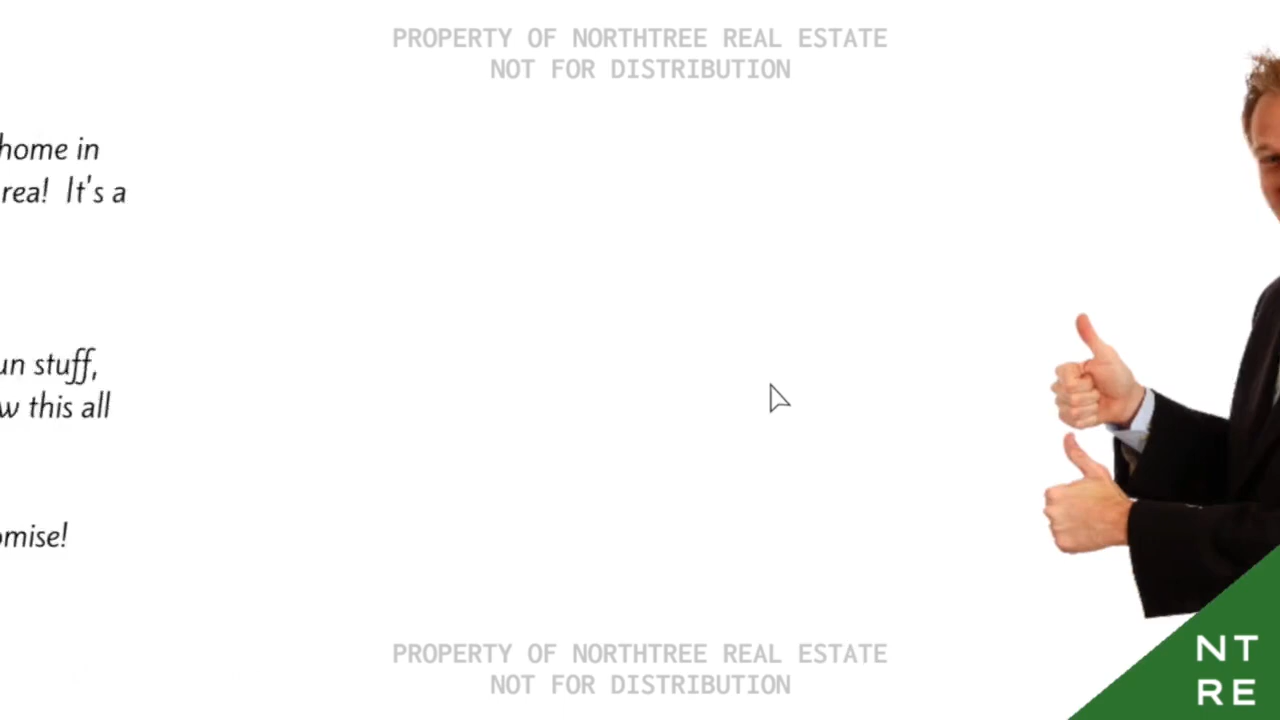 PROPERTY OF NORTHTREE REAL ESTATE
NOT FOR DISTRIBUTION
home in
rea! It's a
un stuff,
w this all
omise!
PROPERTY OF NORTHTREE REAL ESTATE
NOT FOR DISTRIBUTION
NT
RE